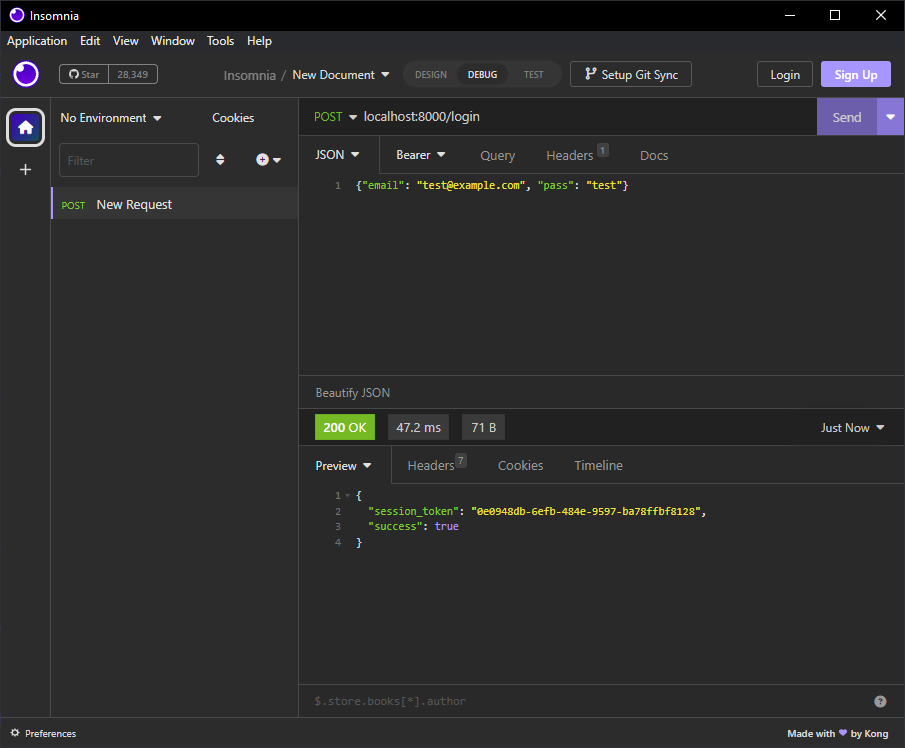 Insomnia
Application Edit View Window Tools Help
Star 28,349 Insomnia / New Document DESIGN DEBUG TEST Setup Git Sync Login Sign Up
No Environment Cookies
Filter
POST New Request
POST localhost:8000/login Send
JSON Bearer Query Headers 1 Docs
1 {"email": "test@example.com", "pass": "test"}
Beautify JSON
200 OK 47.2 ms 71 B Just Now
Preview Headers 7 Cookies Timeline
1 {
2 "session_token": "0e0948db-6efb-484e-9597-ba78ffbf8128",
3 "success": true
4 }
$.store.books[*].author ?
Preferences Made with ♥ by Kong